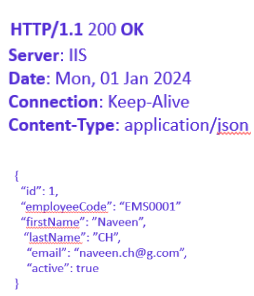 HTTP/1.1 200 OK
Server: IIS
Date: Mon, 01 Jan 2024
Connection: Keep-Alive
Content-Type: application/json
{
“id”: 1,
“employeeCode”: “EMS0001”
“firstName”: ”Naveen”,
“lastName”: ”CH”,
“email”: “naveen.ch@g.com”,
“active”: true
}